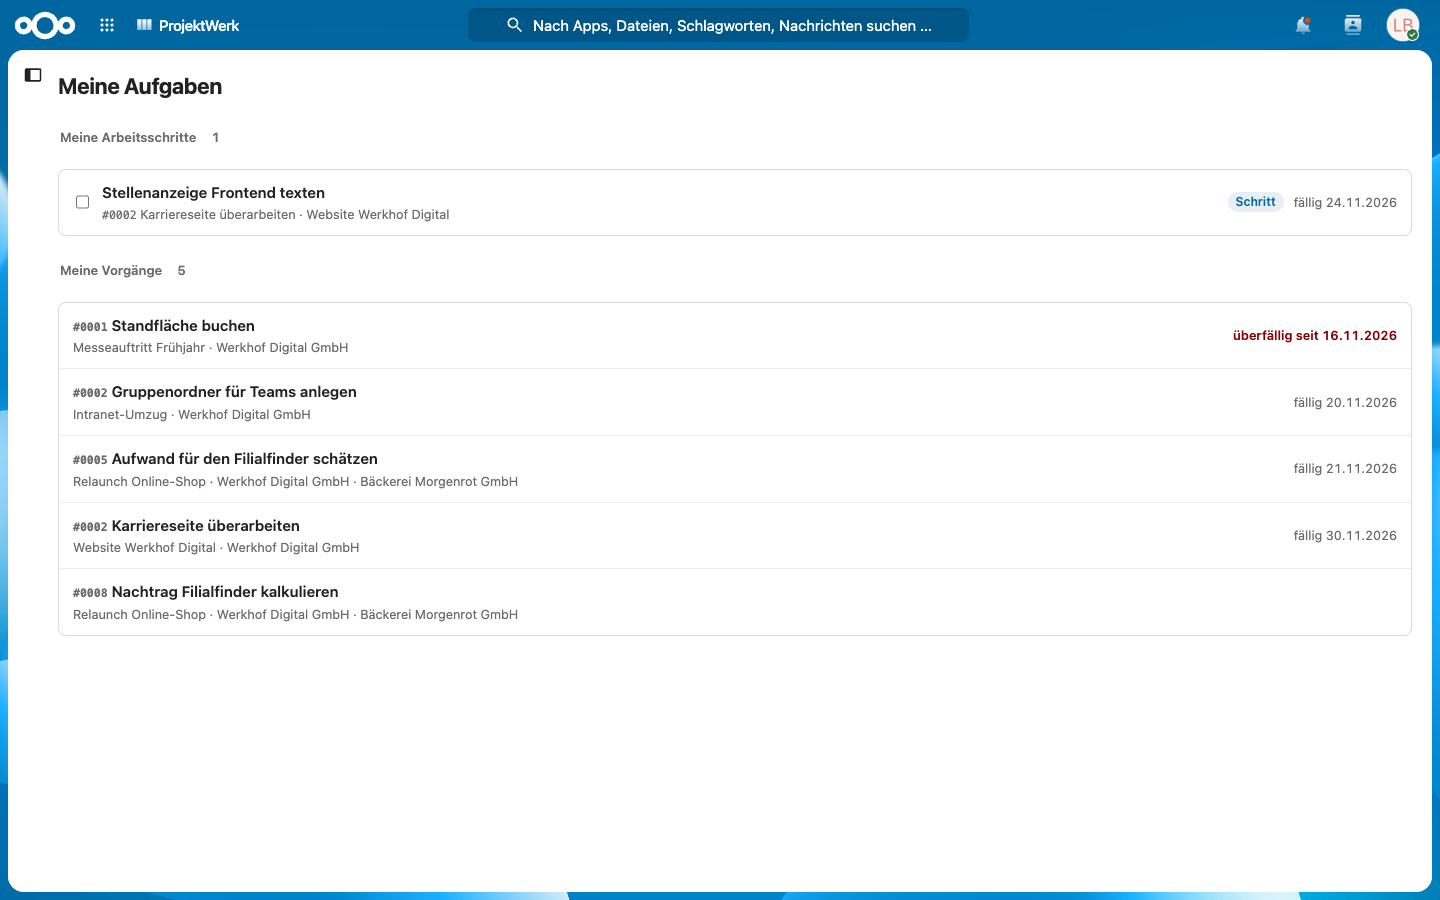 ProjektWerk
Nach Apps, Dateien, Schlagworten, Nachrichten suchen ...
LB
Meine Aufgaben
Meine Arbeitsschritte 1
Stellenanzeige Frontend texten
#0002 Karriereseite überarbeiten · Website Werkhof Digital
Schritt fällig 24.11.2026
Meine Vorgänge 5
#0001 Standfläche buchen
Messeauftritt Frühjahr · Werkhof Digital GmbH
überfällig seit 16.11.2026
#0002 Gruppenordner für Teams anlegen
Intranet-Umzug · Werkhof Digital GmbH
fällig 20.11.2026
#0005 Aufwand für den Filialfinder schätzen
Relaunch Online-Shop · Werkhof Digital GmbH · Bäckerei Morgenrot GmbH
fällig 21.11.2026
#0002 Karriereseite überarbeiten
Website Werkhof Digital · Werkhof Digital GmbH
fällig 30.11.2026
#0008 Nachtrag Filialfinder kalkulieren
Relaunch Online-Shop · Werkhof Digital GmbH · Bäckerei Morgenrot GmbH